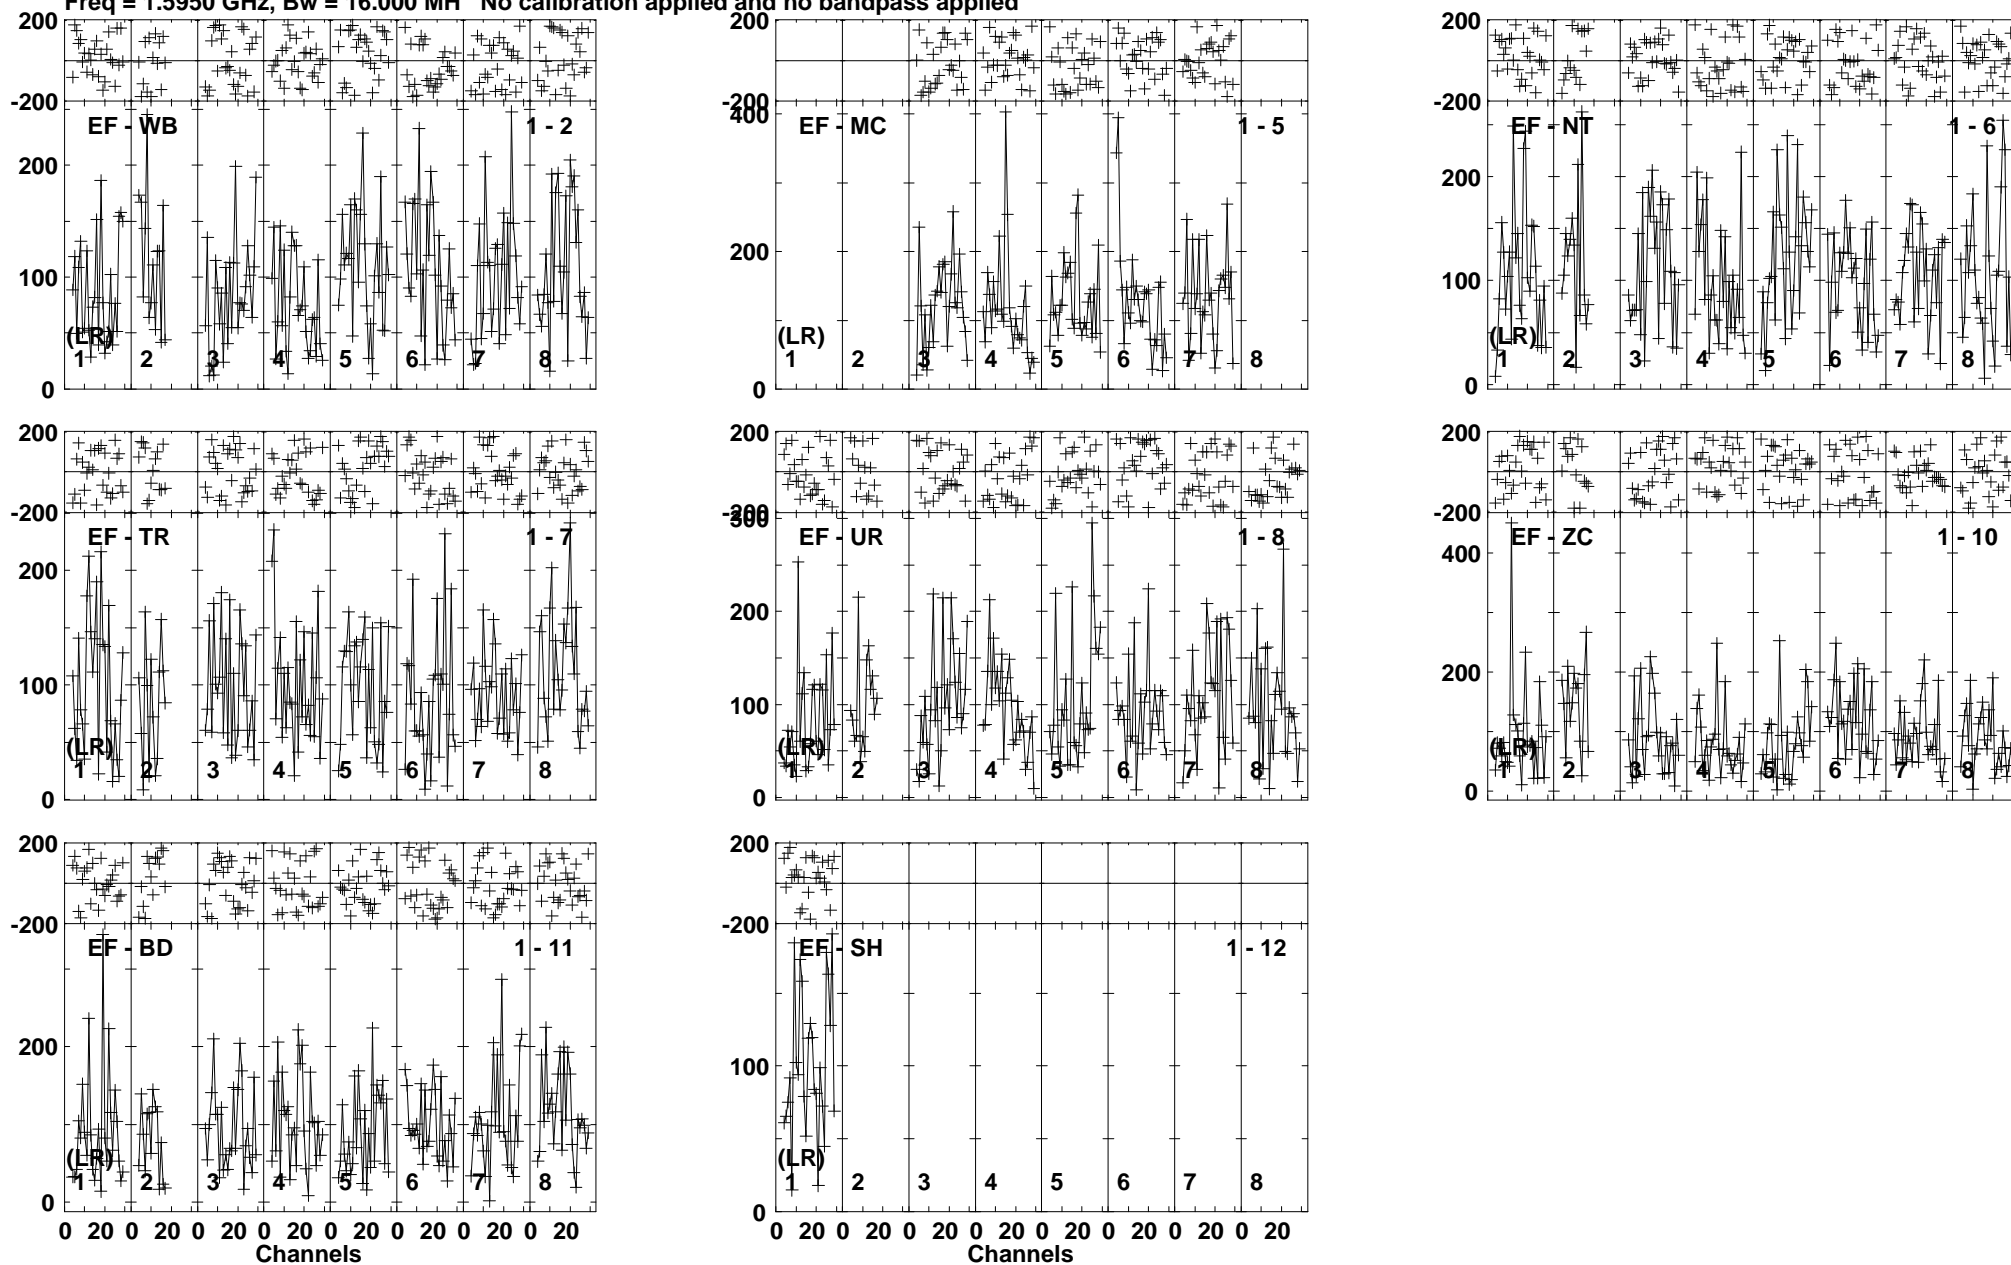 Freq = 1.5950 GHz, Bw = 16.000 MH No calibration applied and no bandpass applied
200 200 200
-200 -200 -200
EF - WB 1 - 2 400 EF - MC 1 - 5 EF - NT 1 - 6
200 200 200
100 100
(LR) (LR) (LR)
1 2 3 4 5 6 7 8 1 2 3 4 5 6 7 8 1 2 3 4 5 6 7 8
0 0 0
200 200 200
-200 -200 -200
300
EF - TR 1 - 7 EF - UR 1 - 8 EF - ZC 1 - 10
200 200 400
100 100 200
(LR) (LR) (LR)
1 2 3 4 5 6 7 8 1 2 3 4 5 6 7 8 1 2 3 4 5 6 7 8
0 0 0
200 200
-200 -200
EF - BD 1 - 11 EF - SH 1 - 12
200 100
(LR) (LR)
1 2 3 4 5 6 7 8 1 2 3 4 5 6 7 8
0 0
0 20 0 20 0 20 0 20 0 20 0 20 0 20 0 20 0 20 0 20 0 20 0 20 0 20 0 20 0 20 0 20
Channels Channels